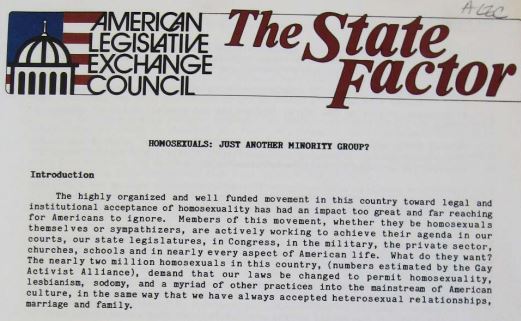 ALEC
AMERICAN
LEGISLATIVE
EXCHANGE
COUNCIL
The State
Factor
HOMOSEXUALS: JUST ANOTHER MINORITY GROUP?
Introduction
The highly organized and well funded movement in this country toward legal and
institutional acceptance of homosexuality has had an impact too great and far reaching
for Americans to ignore. Members of this movement, whether they be homosexuals
themselves or sympathizers, are actively working to achieve their agenda in our
courts, our state legislatures, in Congress, in the military, the private sector,
churches, schools and in nearly every aspect of American life. What do they want?
The nearly two million homosexuals in this country, (numbers estimated by the Gay
Activist Alliance), demand that our laws be changed to permit homosexuality,
lesbianism, sodomy, and a myriad of other practices into the mainstream of American
culture, in the same way that we have always accepted heterosexual relationships,
marriage and family.